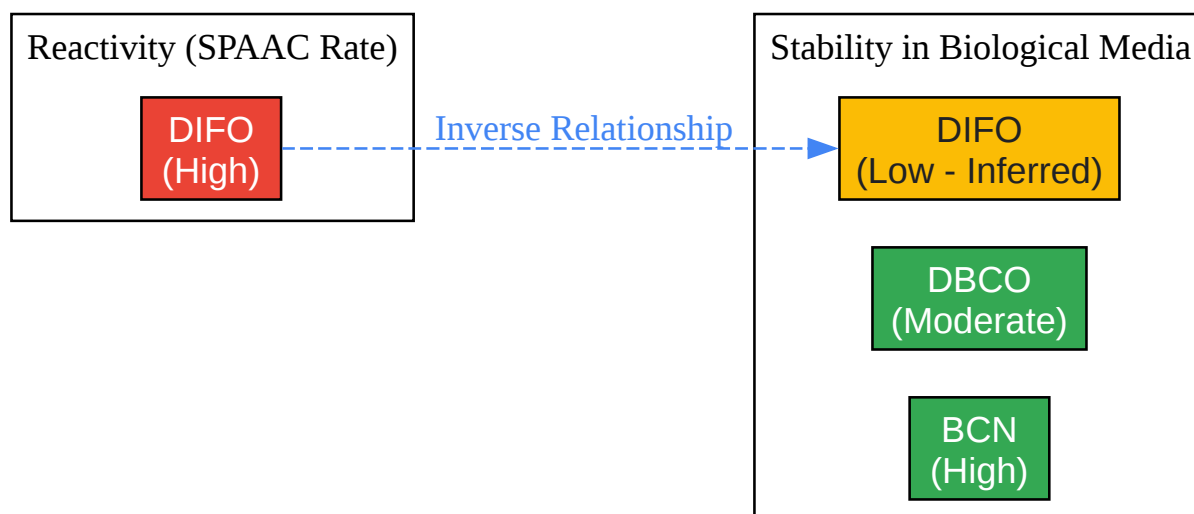 Reactivity (SPAAC Rate)
DIFO
(High)
Inverse Relationship
Stability in Biological Media
DIFO
(Low - Inferred)
DBCO
(Moderate)
BCN
(High)